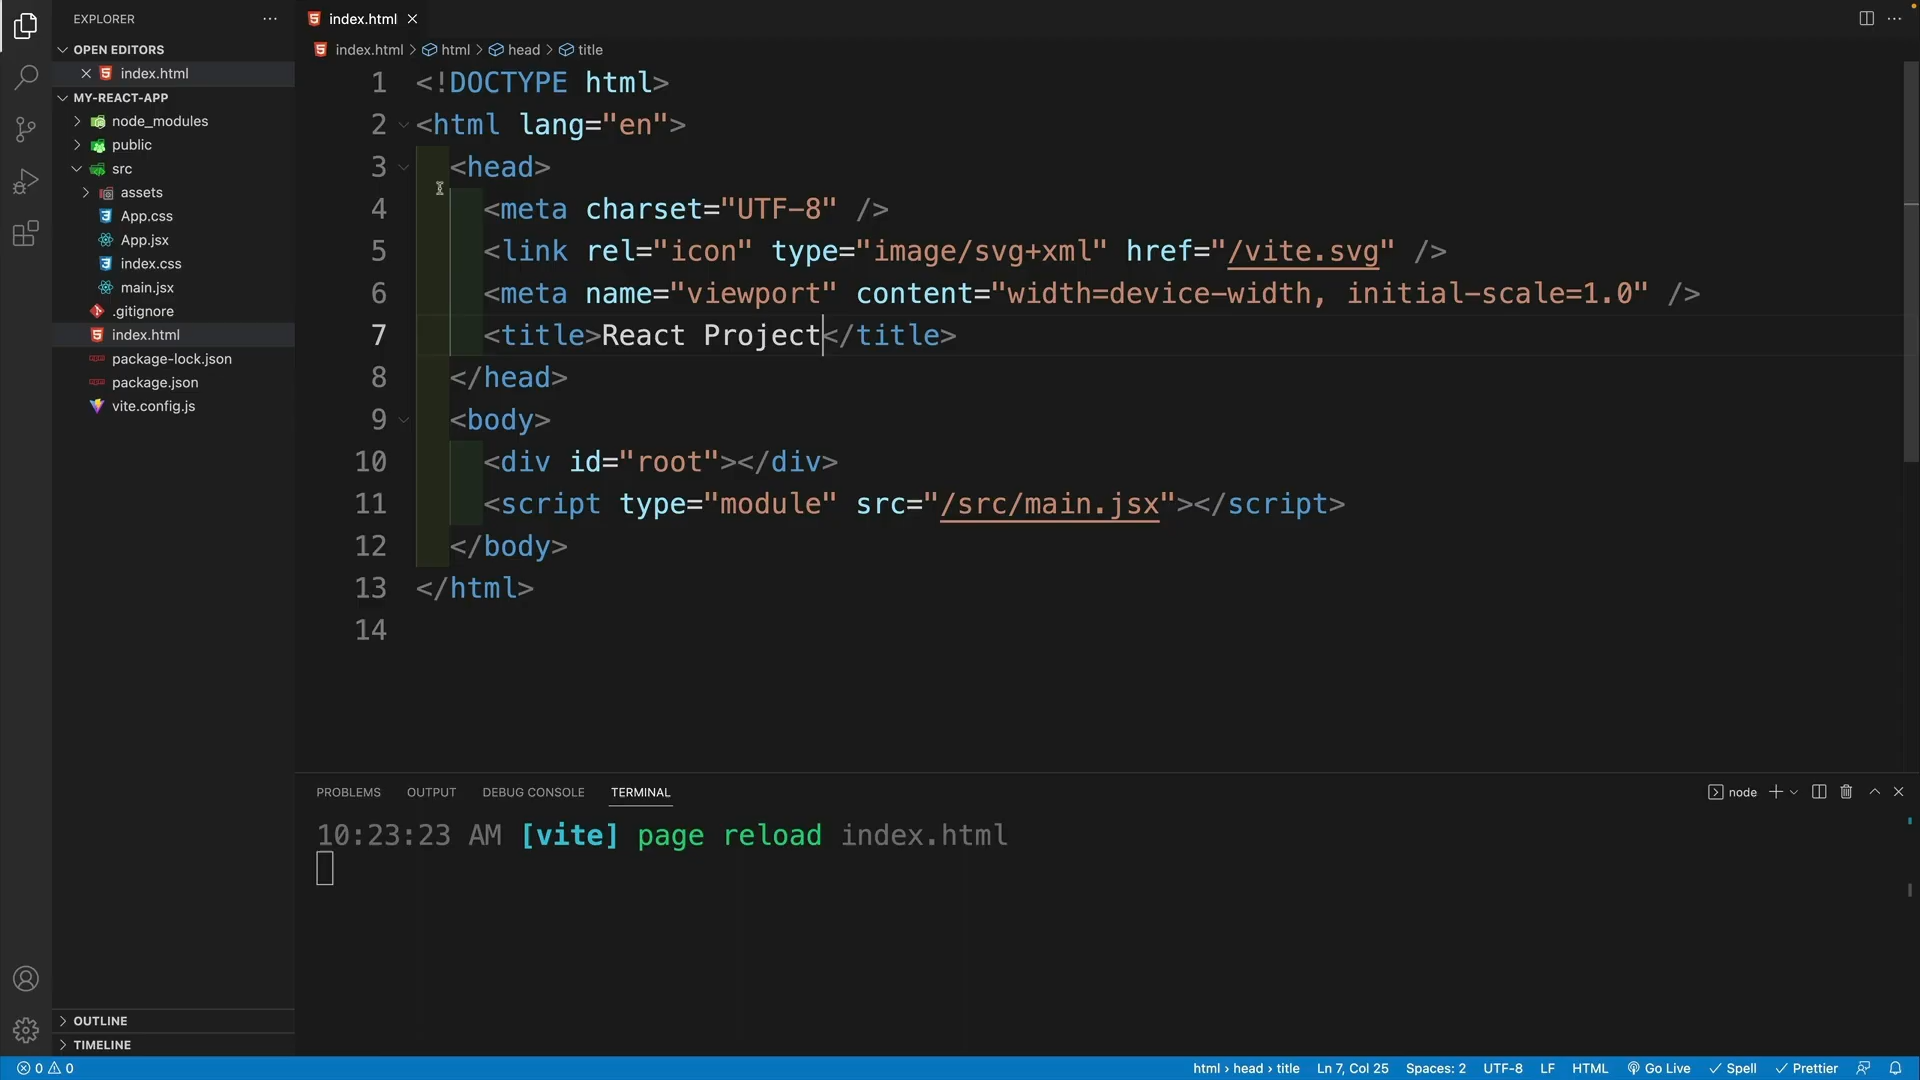 EXPLORER
OPEN EDITORS
index.html
MY-REACT-APP
node_modules
public
src
assets
App.css
App.jsx
index.css
main.jsx
.gitignore
index.html
package-lock.json
package.json
vite.config.js
OUTLINE
TIMELINE
index.html
index.html > html > head > title
1 <!DOCTYPE html>
2 <html lang="en">
3 <head>
4 <meta charset="UTF-8" />
5 <link rel="icon" type="image/svg+xml" href="/vite.svg" />
6 <meta name="viewport" content="width=device-width, initial-scale=1.0" />
7 <title>React Project</title>
8 </head>
9 <body>
10 <div id="root"></div>
11 <script type="module" src="/src/main.jsx"></script>
12 </body>
13 </html>
14
PROBLEMS OUTPUT DEBUG CONSOLE TERMINAL node
10:23:23 AM [vite] page reload index.html
0 0 html › head › title Ln 7, Col 25 Spaces: 2 UTF-8 LF HTML Go Live Spell Prettier